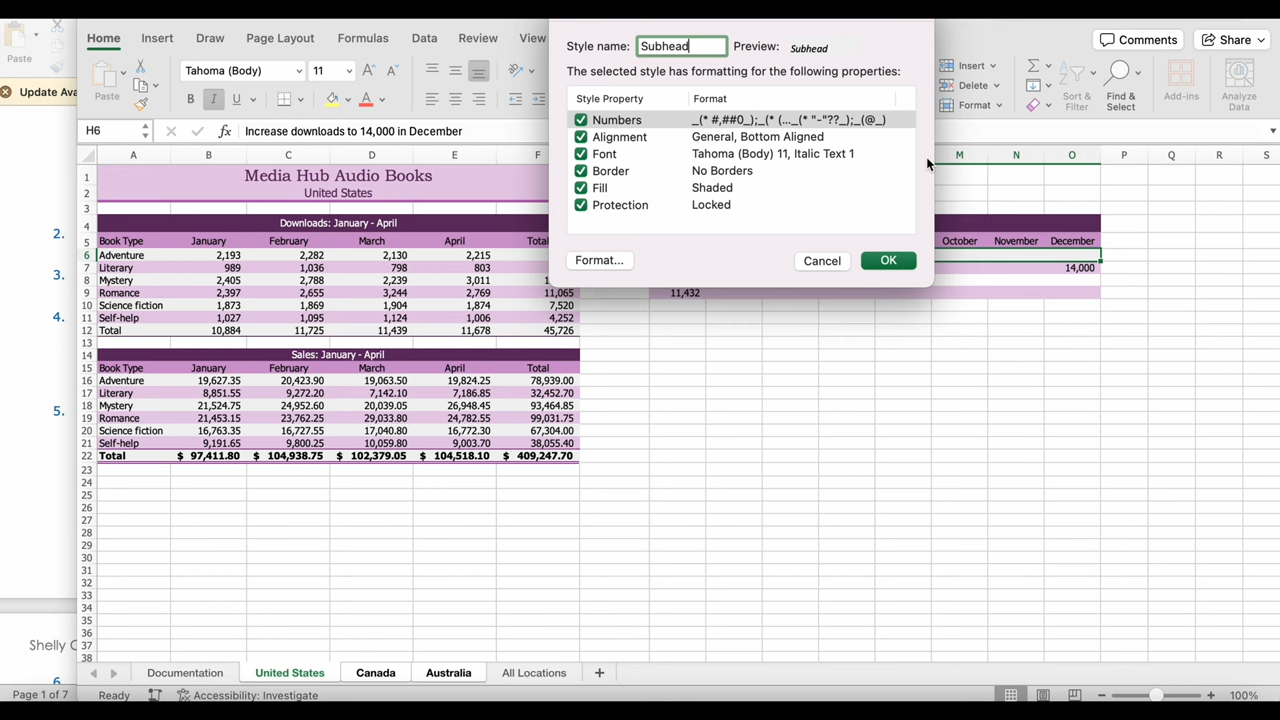 Home Insert Draw Page Layout Formulas Data Review View
Comments Share
Style name: Subhead Preview: Subhead
The selected style has formatting for the following properties:
Style Property Format
Numbers _(* #,##0_);_(* (..._(* "-"??_);_(@_)
Alignment General, Bottom Aligned
Font Tahoma (Body) 11, Italic Text 1
Border No Borders
Fill Shaded
Protection Locked
Format... Cancel OK
Paste
Update Ava
Paste
Tahoma (Body) 11
B I U
Insert
Delete
Format
Sort & Filter
Find & Select
Add-ins
Analyze Data
H6 fx Increase downloads to 14,000 in December
A B C D E F M N O P Q R S
1 Media Hub Audio Books
2 United States
3
4 Downloads: January - April
5 Book Type January February March April Tota October November December
6 Adventure 2,193 2,282 2,130 2,215
7 Literary 989 1,036 798 803 14,000
8 Mystery 2,405 2,788 2,239 3,011 1
9 Romance 2,397 2,655 3,244 2,769 11,065 11,432
10 Science fiction 1,873 1,869 1,904 1,874 7,520
11 Self-help 1,027 1,095 1,124 1,006 4,252
12 Total 10,884 11,725 11,439 11,678 45,726
13
14 Sales: January - April
15 Book Type January February March April Total
16 Adventure 19,627.35 20,423.90 19,063.50 19,824.25 78,939.00
17 Literary 8,851.55 9,272.20 7,142.10 7,186.85 32,452.70
18 Mystery 21,524.75 24,952.60 20,039.05 26,948.45 93,464.85
19 Romance 21,453.15 23,762.25 29,033.80 24,782.55 99,031.75
20 Science fiction 16,763.35 16,727.55 17,040.80 16,772.30 67,304.00
21 Self-help 9,191.65 9,800.25 10,059.80 9,003.70 38,055.40
22 Total $ 97,411.80 $ 104,938.75 $ 102,379.05 $ 104,518.10 $ 409,247.70
23
24
25
26
27
28
29
30
31
32
33
34
35
36
37
38
2.
3.
4.
5.
Shelly C
6.
Documentation United States Canada Australia All Locations +
Page 1 of 7 Ready Accessibility: Investigate 100%